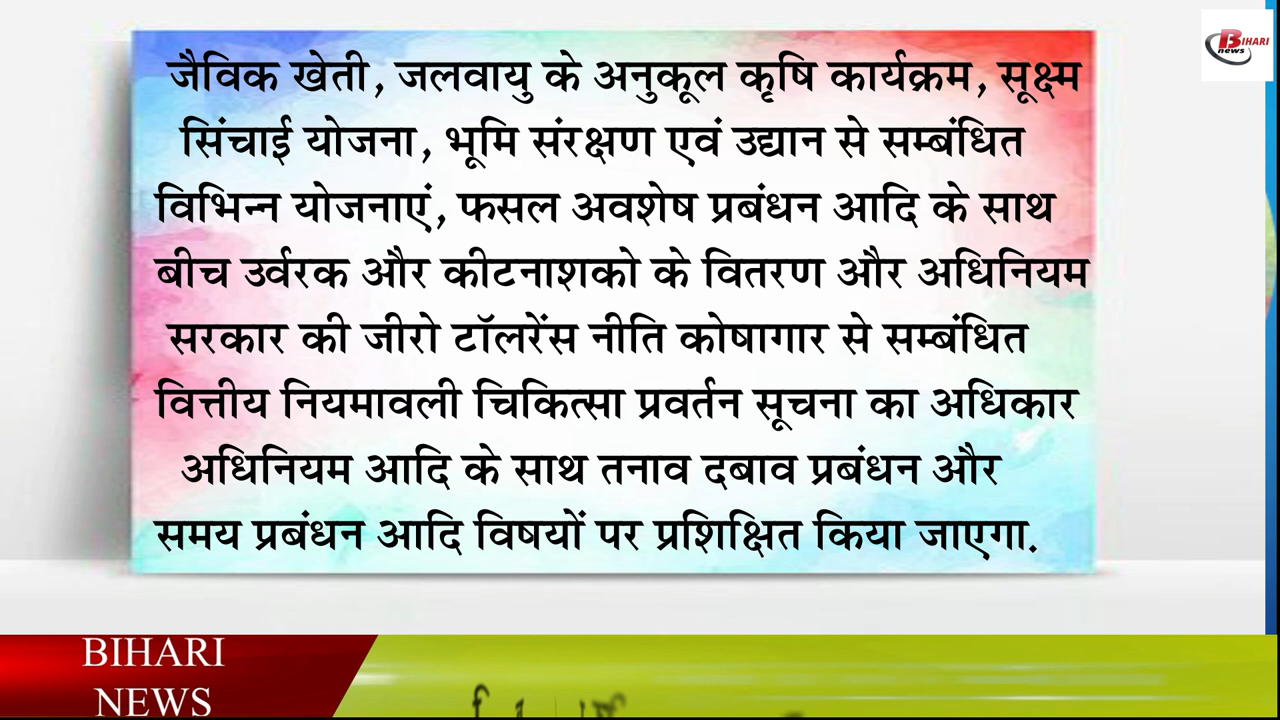 BIHARI
news
जैविक खेती, जलवायु के अनुकूल कृषि कार्यक्रम, सूक्ष्म
सिंचाई योजना, भूमि संरक्षण एवं उद्यान से सम्बंधित
विभिन्न योजनाएं, फसल अवशेष प्रबंधन आदि के साथ
बीच उर्वरक और कीटनाशको के वितरण और अधिनियम
सरकार की जीरो टॉलरेंस नीति कोषागार से सम्बंधित
वित्तीय नियमावली चिकित्सा प्रवर्तन सूचना का अधिकार
अधिनियम आदि के साथ तनाव दबाव प्रबंधन और
समय प्रबंधन आदि विषयों पर प्रशिक्षित किया जाएगा.
BIHARI
NEWS